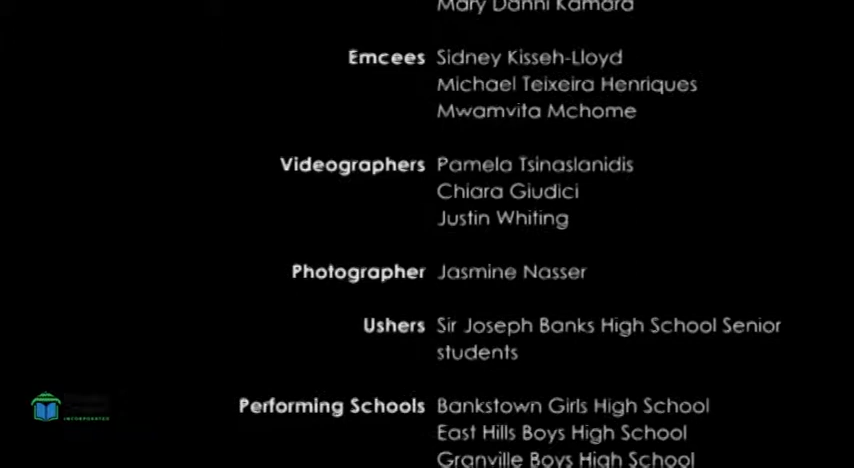 Mary Danni Kamara
Emcees Sidney Kisseh-Lloyd
Michael Teixeira Henriques
Mwamvita Mchome
Videographers Pamela Tsinaslanidis
Chiara Giudici
Justin Whiting
Photographer Jasmine Nasser
Ushers Sir Joseph Banks High School Senior
students
Performing Schools Bankstown Girls High School
East Hills Boys High School
Granville Boys High School
INCORPORATED